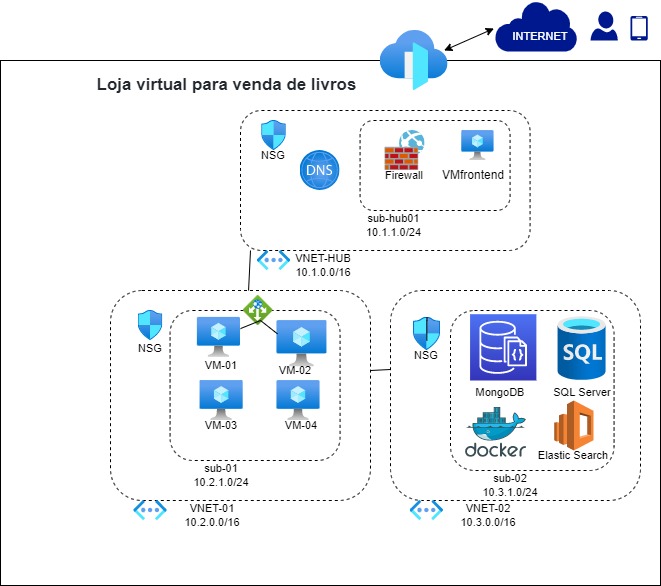 INTERNET
Loja virtual para venda de livros
NSG
DNS
Firewall
VMfrontend
sub-hub01
10.1.1.0/24
VNET-HUB
10.1.0.0/16
NSG
VM-01
VM-02
VM-03
VM-04
sub-01
10.2.1.0/24
VNET-01
10.2.0.0/16
NSG
MongoDB
SQL
SQL Server
docker
Elastic Search
sub-02
10.3.1.0/24
VNET-02
10.3.0.0/16